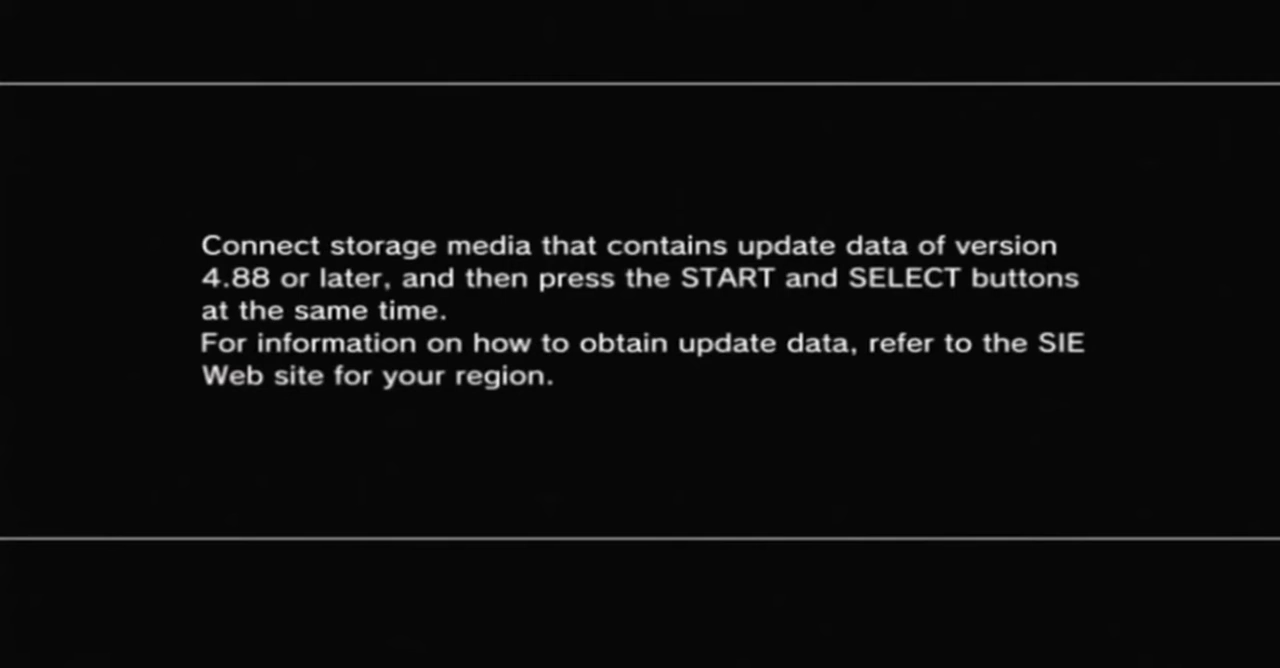 Connect storage media that contains update data of version
4.88 or later, and then press the START and SELECT buttons
at the same time.
For information on how to obtain update data, refer to the SIE
Web site for your region.